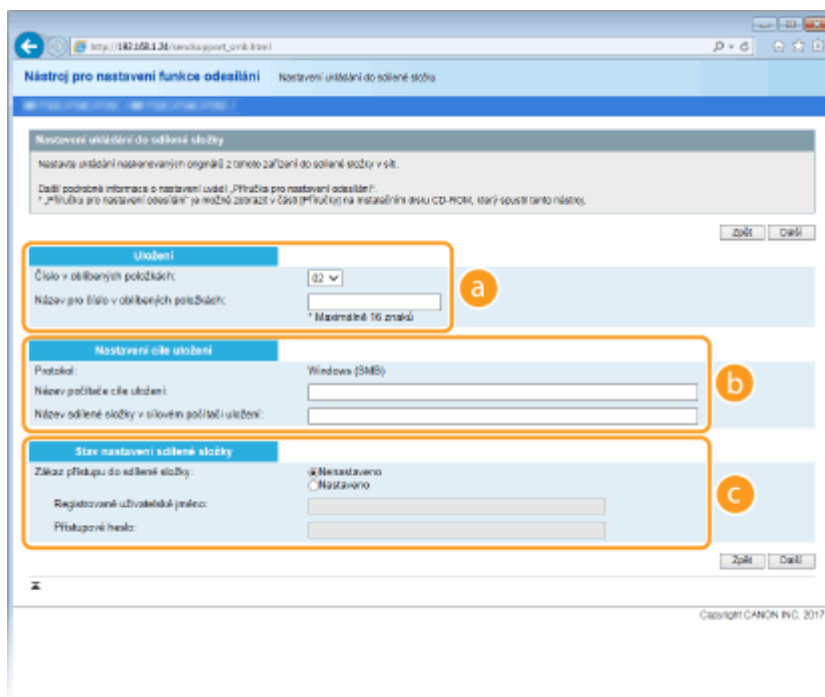 http://192.168.1.21/sendsupport_smb.html
Nástroj pro nastavení funkce odesílání Nastavení ukládání do sdílené složky
Nastavení ukládání do sdílené složky
Nastavte ukládání naskenovaných originálů z tohoto zařízení do sdílené složky v síti.
Další podrobné informace o nastavení uvádí „Příručka pro nastavení odesílání".
* „Příručka pro nastavení odesílání" je možné zobrazit v části [Příručky] na instalačním disku CD-ROM, který spustil tento nástroj.
Zpět Další
Uložení
Číslo v oblíbených položkách: 02
Název pro číslo v oblíbených položkách:
* Maximálně 16 znaků
a
Nastavení cíle uložení
Protokol: Windows (SMB)
Název počítače cíle uložení:
Název sdílené složky v cílovém počítači uložení:
b
Stav nastavení sdílené složky
Zákaz přístupu do sdílené složky: Nenastaveno
Nastaveno
Registrované uživatelské jméno:
Přístupové heslo:
c
Zpět Další
Copyright CANON INC. 2017